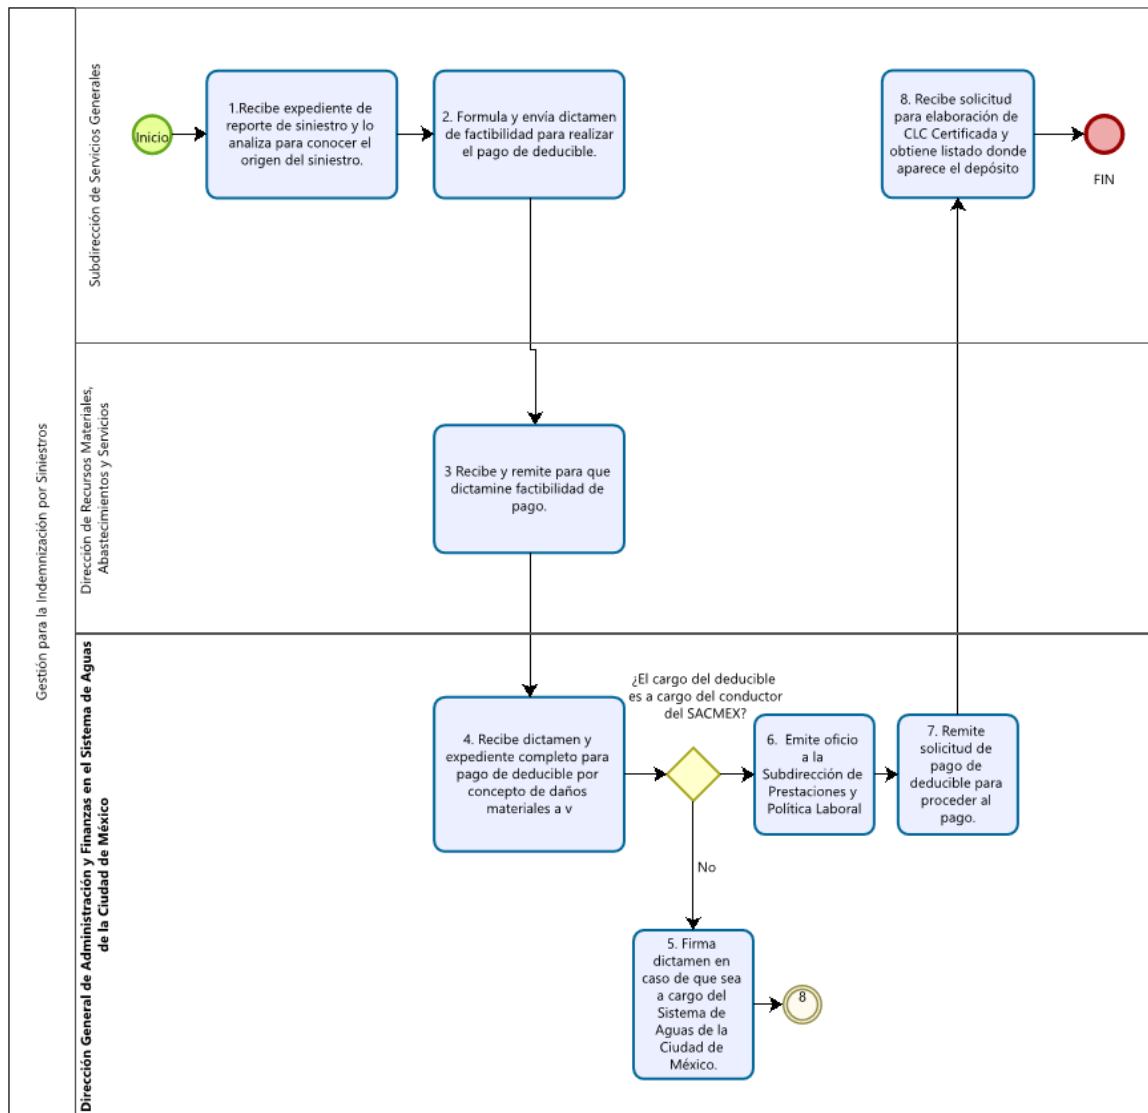 Gestión para la Indemnización por Siniestros
Subdirección de Servicios Generales
Inicio
1.Recibe expediente de
reporte de siniestro y lo
analiza para conocer el
origen del siniestro.
2. Formula y envía dictamen
de factibilidad para realizar
el pago de deducible.
8. Recibe solicitud
para elaboración de
CLC Certificada y
obtiene listado donde
aparece el depósito
FIN
Dirección de Recursos Materiales,
Abastecimientos y Servicios
3 Recibe y remite para que
dictamine factibilidad de
pago.
Dirección General de Administración y Finanzas en el Sistema de Aguas
de la Ciudad de México
4. Recibe dictamen y
expediente completo para
pago de deducible por
concepto de daños
materiales a v
¿El cargo del deducible
es a cargo del conductor
del SACMEX?
6. Emite oficio
a la
Subdirección de
Prestaciones y
Política Laboral
7. Remite
solicitud de
pago de
deducible para
proceder al
pago.
No
5. Firma
dictamen en
caso de que sea
a cargo del
Sistema de
Aguas de la
Ciudad de
México.
8